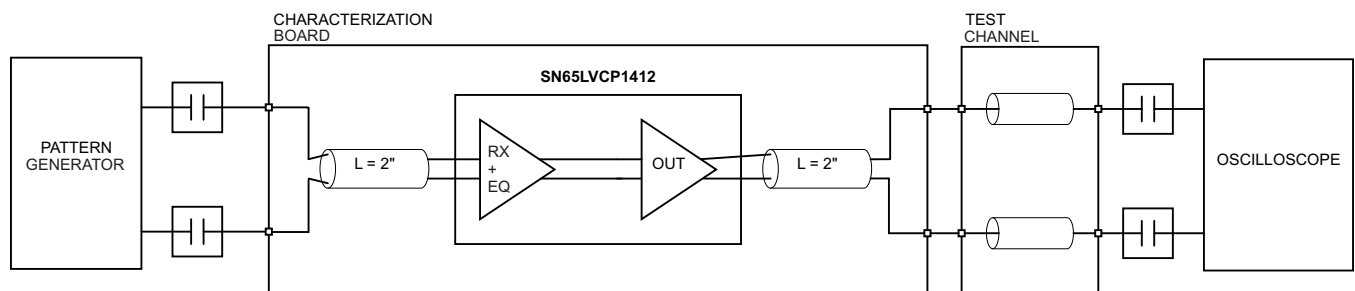 CHARACTERIZATION
BOARD
TEST
CHANNEL
SN65LVCP1412
PATTERN
GENERATOR
L = 2"
RX
+
EQ
OUT
L = 2"
OSCILLOSCOPE